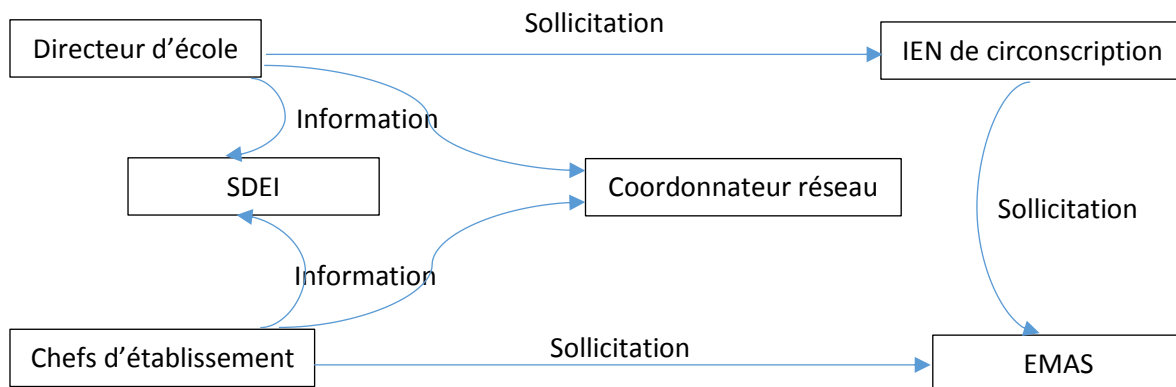 Sollicitation
Directeur d’école
IEN de circonscription
Information
SDEI
Coordonnateur réseau
Sollicitation
Information
Chefs d’établissement
Sollicitation
EMAS